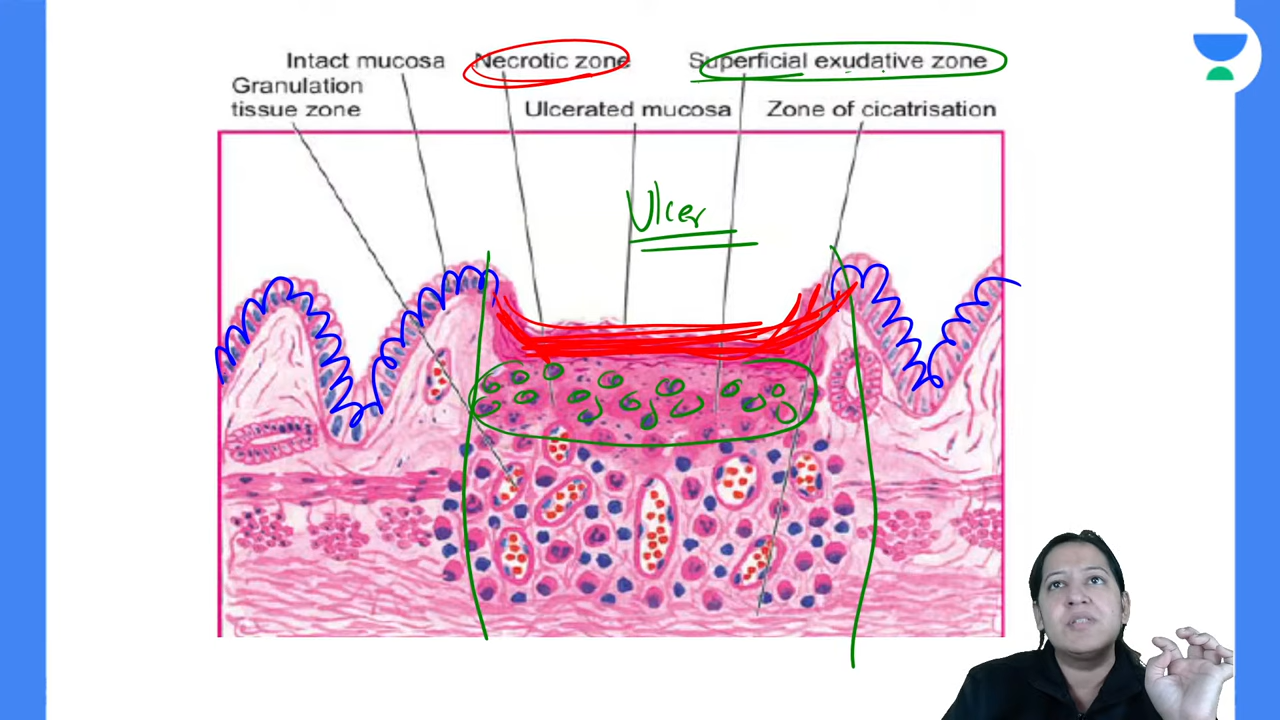 Intact mucosa
Necrotic zone
Superficial exudative zone
Granulation
tissue zone
Ulcerated mucosa
Zone of cicatrisation
Ulcer